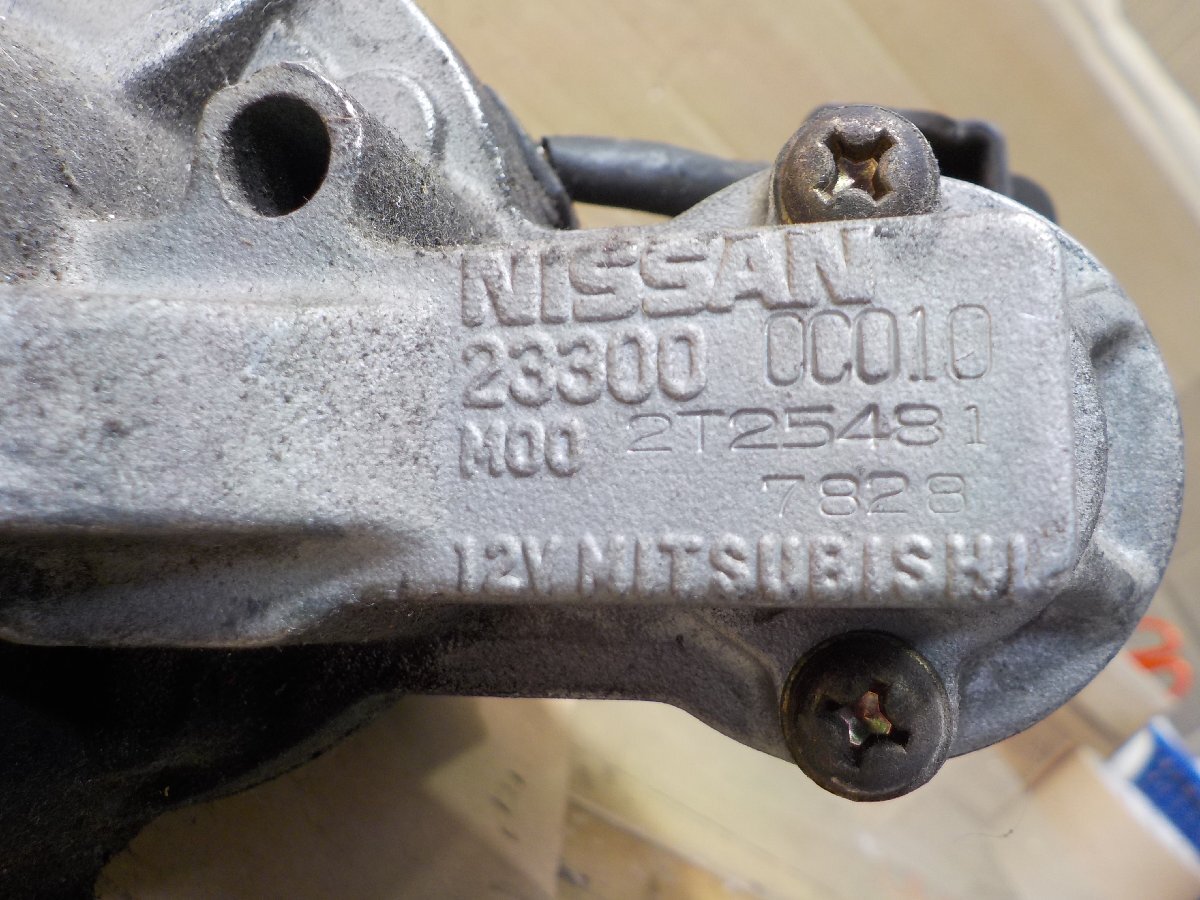 NISSAN
23300 0C010
M00 2T25481
7828
12V MITSUBISHI